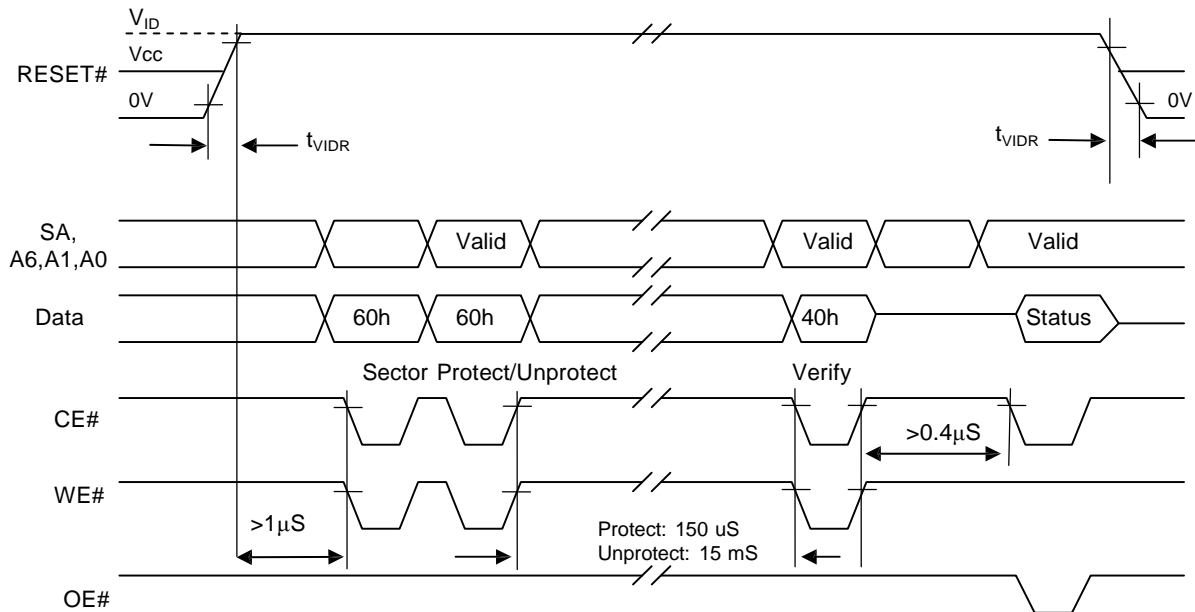 VID
Vcc
RESET#
0V
0V
tVIDR
tVIDR
SA,
A6,A1,A0
Valid
Valid
Valid
Data
60h
60h
40h
Status
Sector Protect/Unprotect
Verify
CE#
>0.4μS
WE#
>1μS
Protect: 150 uS
Unprotect: 15 mS
OE#